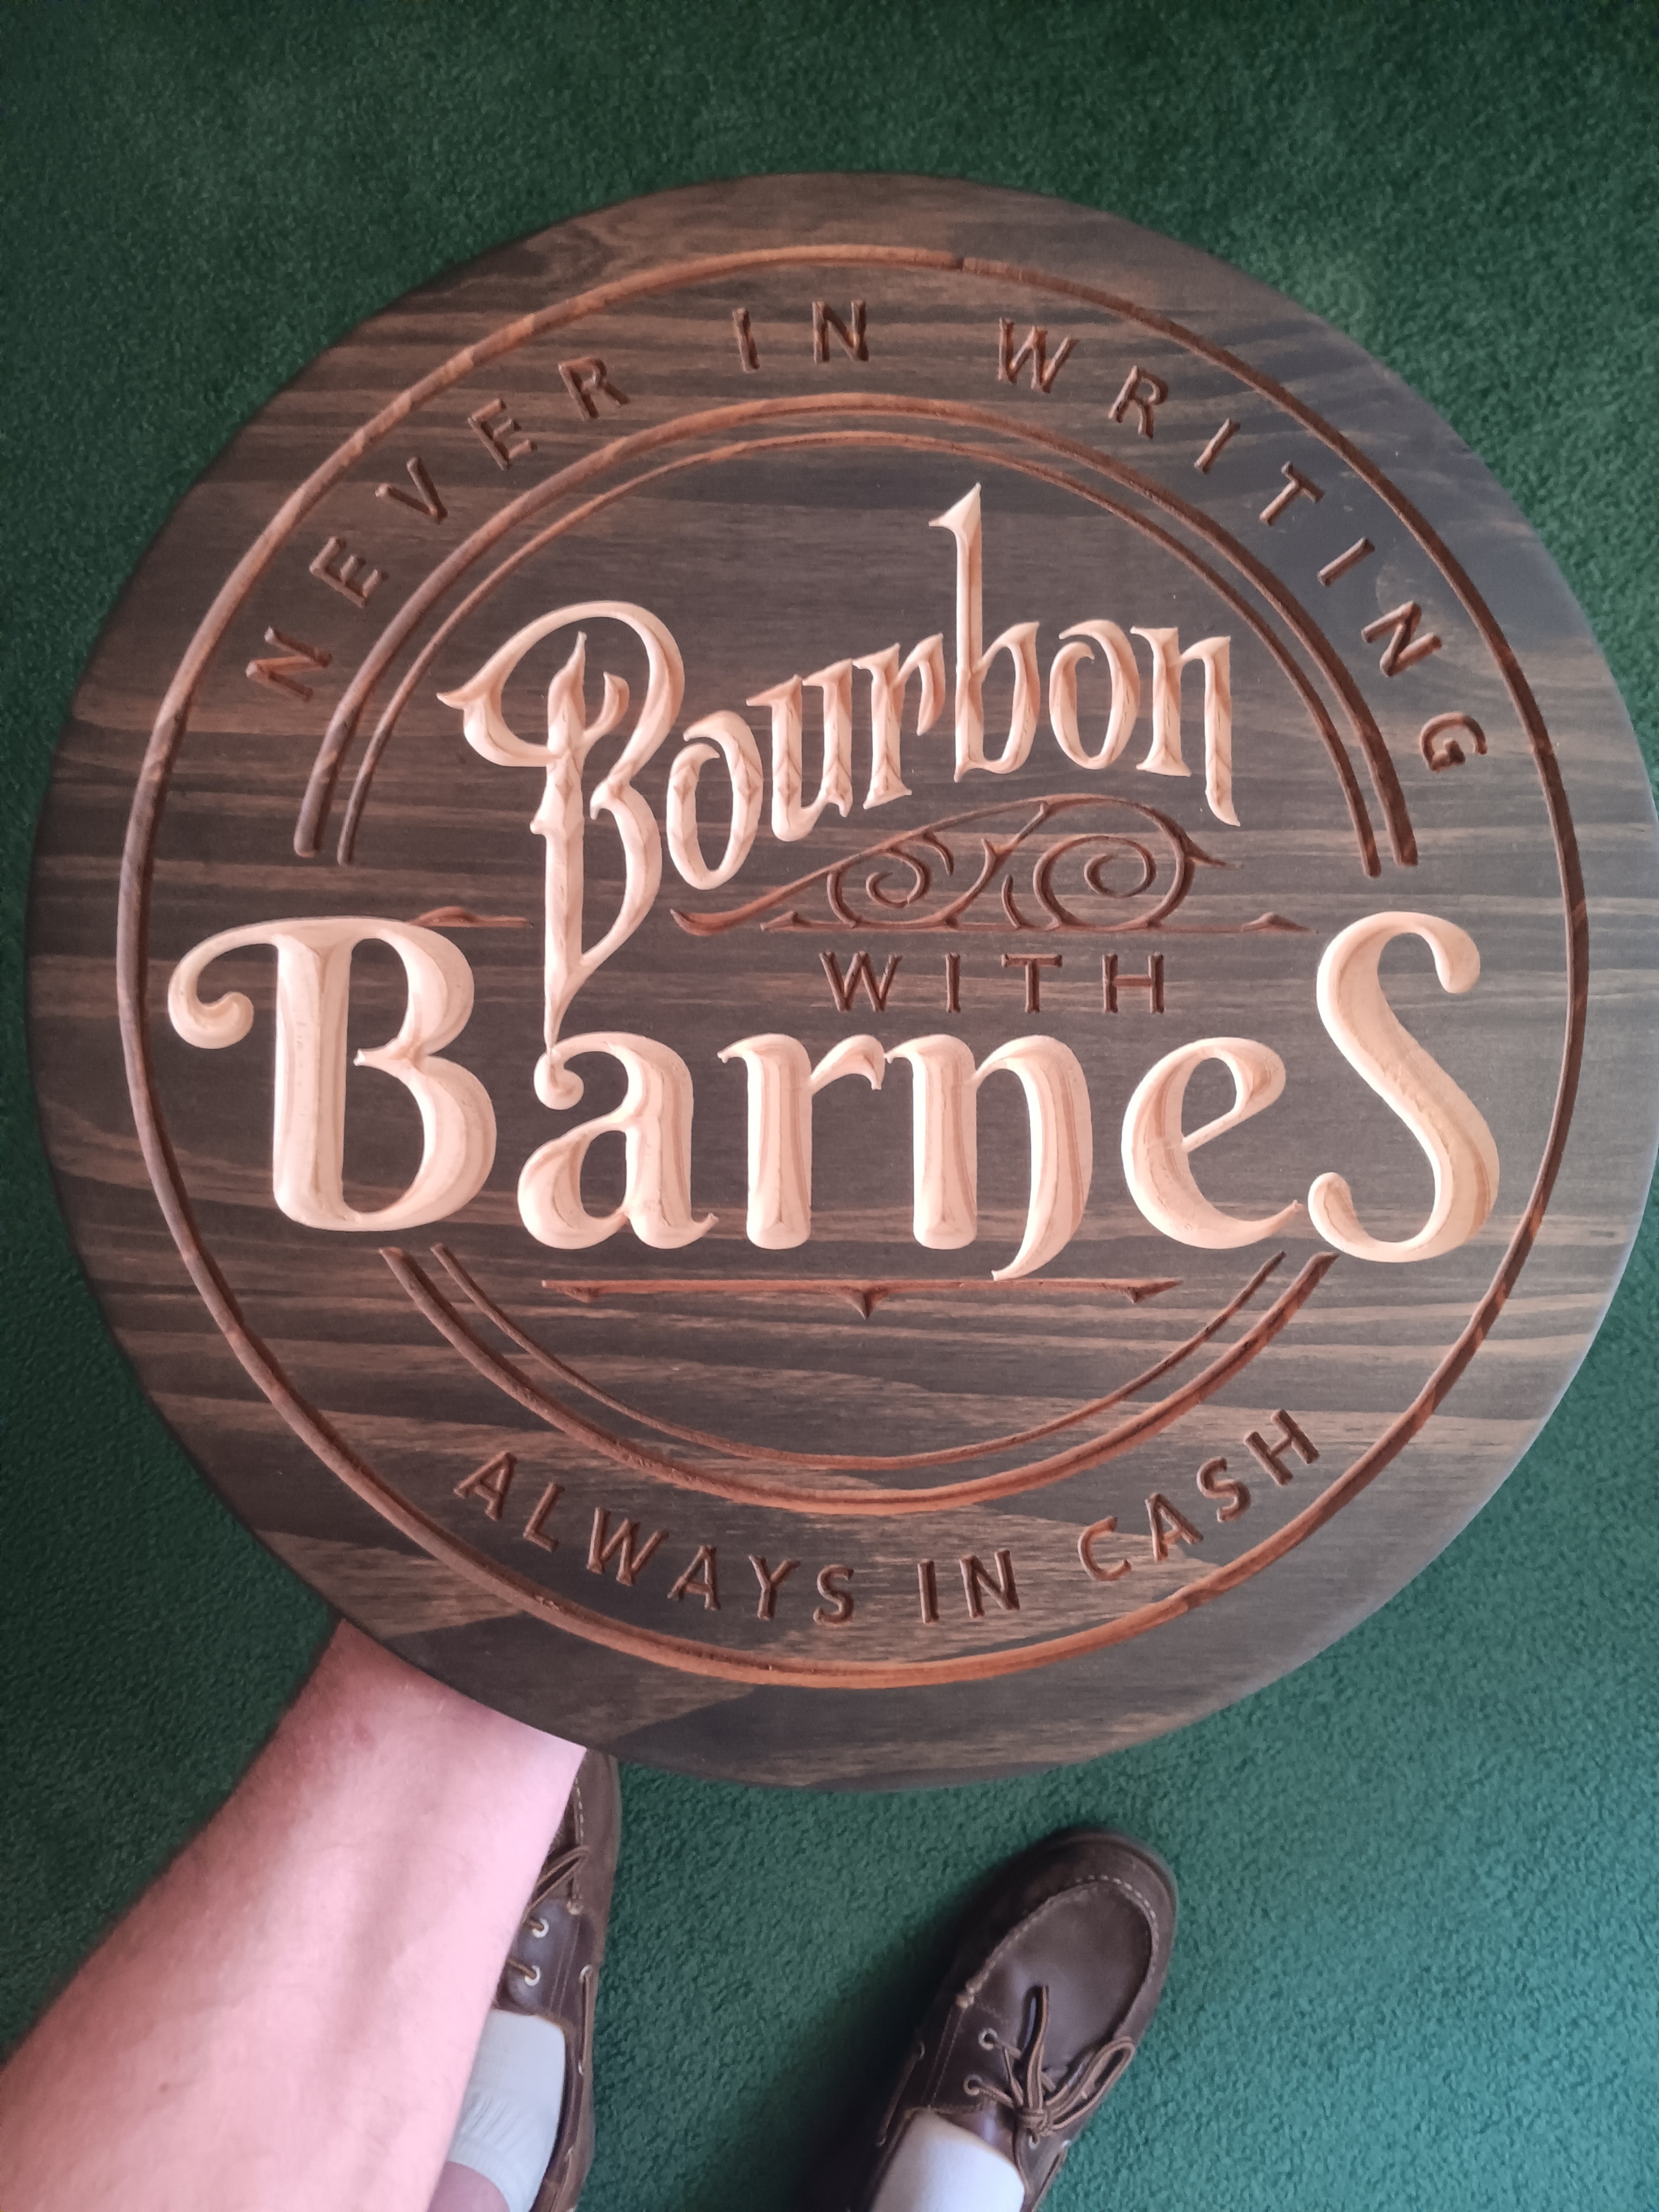 NEVER IN WRITING
Bourbon
WITH
BarneS
ALWAYS IN CASH